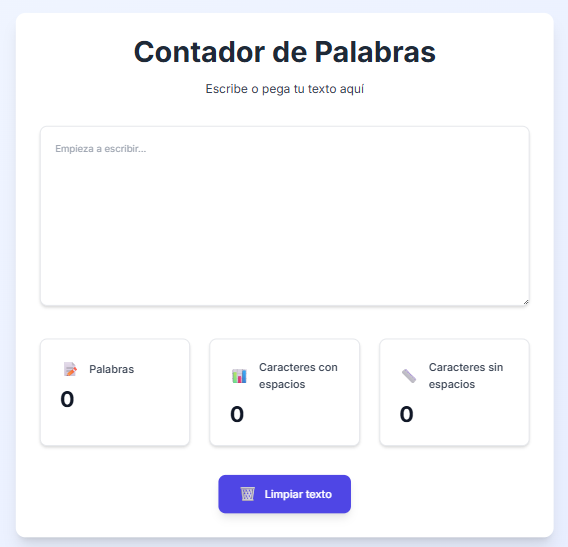 Contador de Palabras
Escribe o pega tu texto aquí
Empieza a escribir...
Palabras
0
Caracteres con
espacios
0
Caracteres sin
espacios
0
Limpiar texto